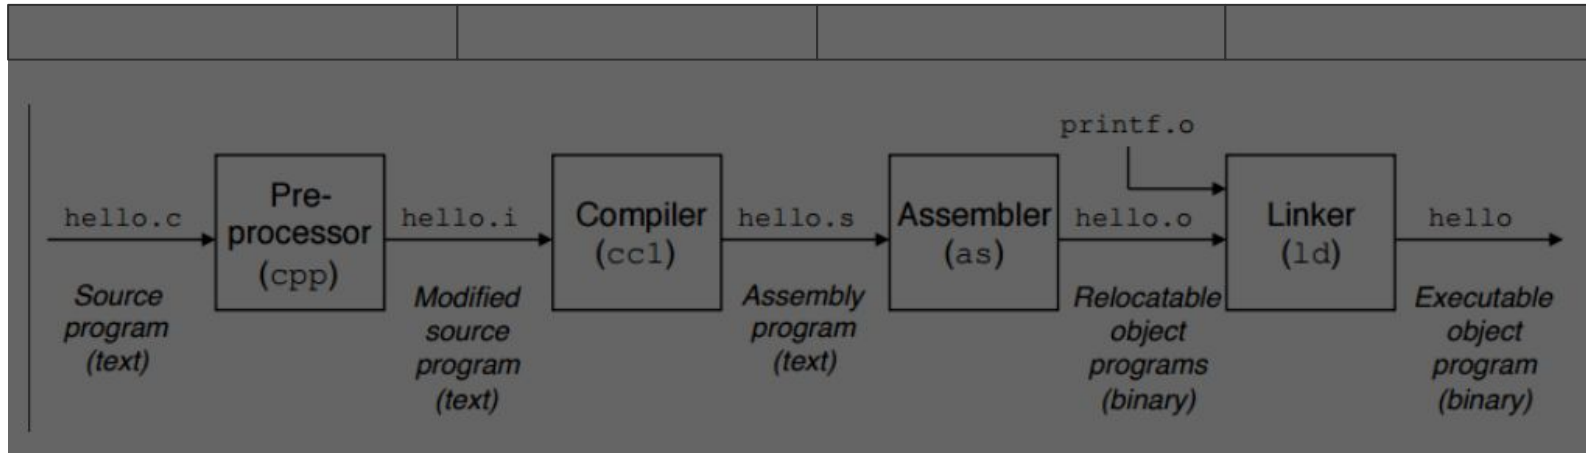 printf.o
hello.c
Pre-
processor
(cpp)
hello.i
Compiler
(cc1)
hello.s
Assembler
(as)
hello.o
Linker
(ld)
hello
Source
program
(text)
Modified
source
program
(text)
Assembly
program
(text)
Relocatable
object
programs
(binary)
Executable
object
program
(binary)